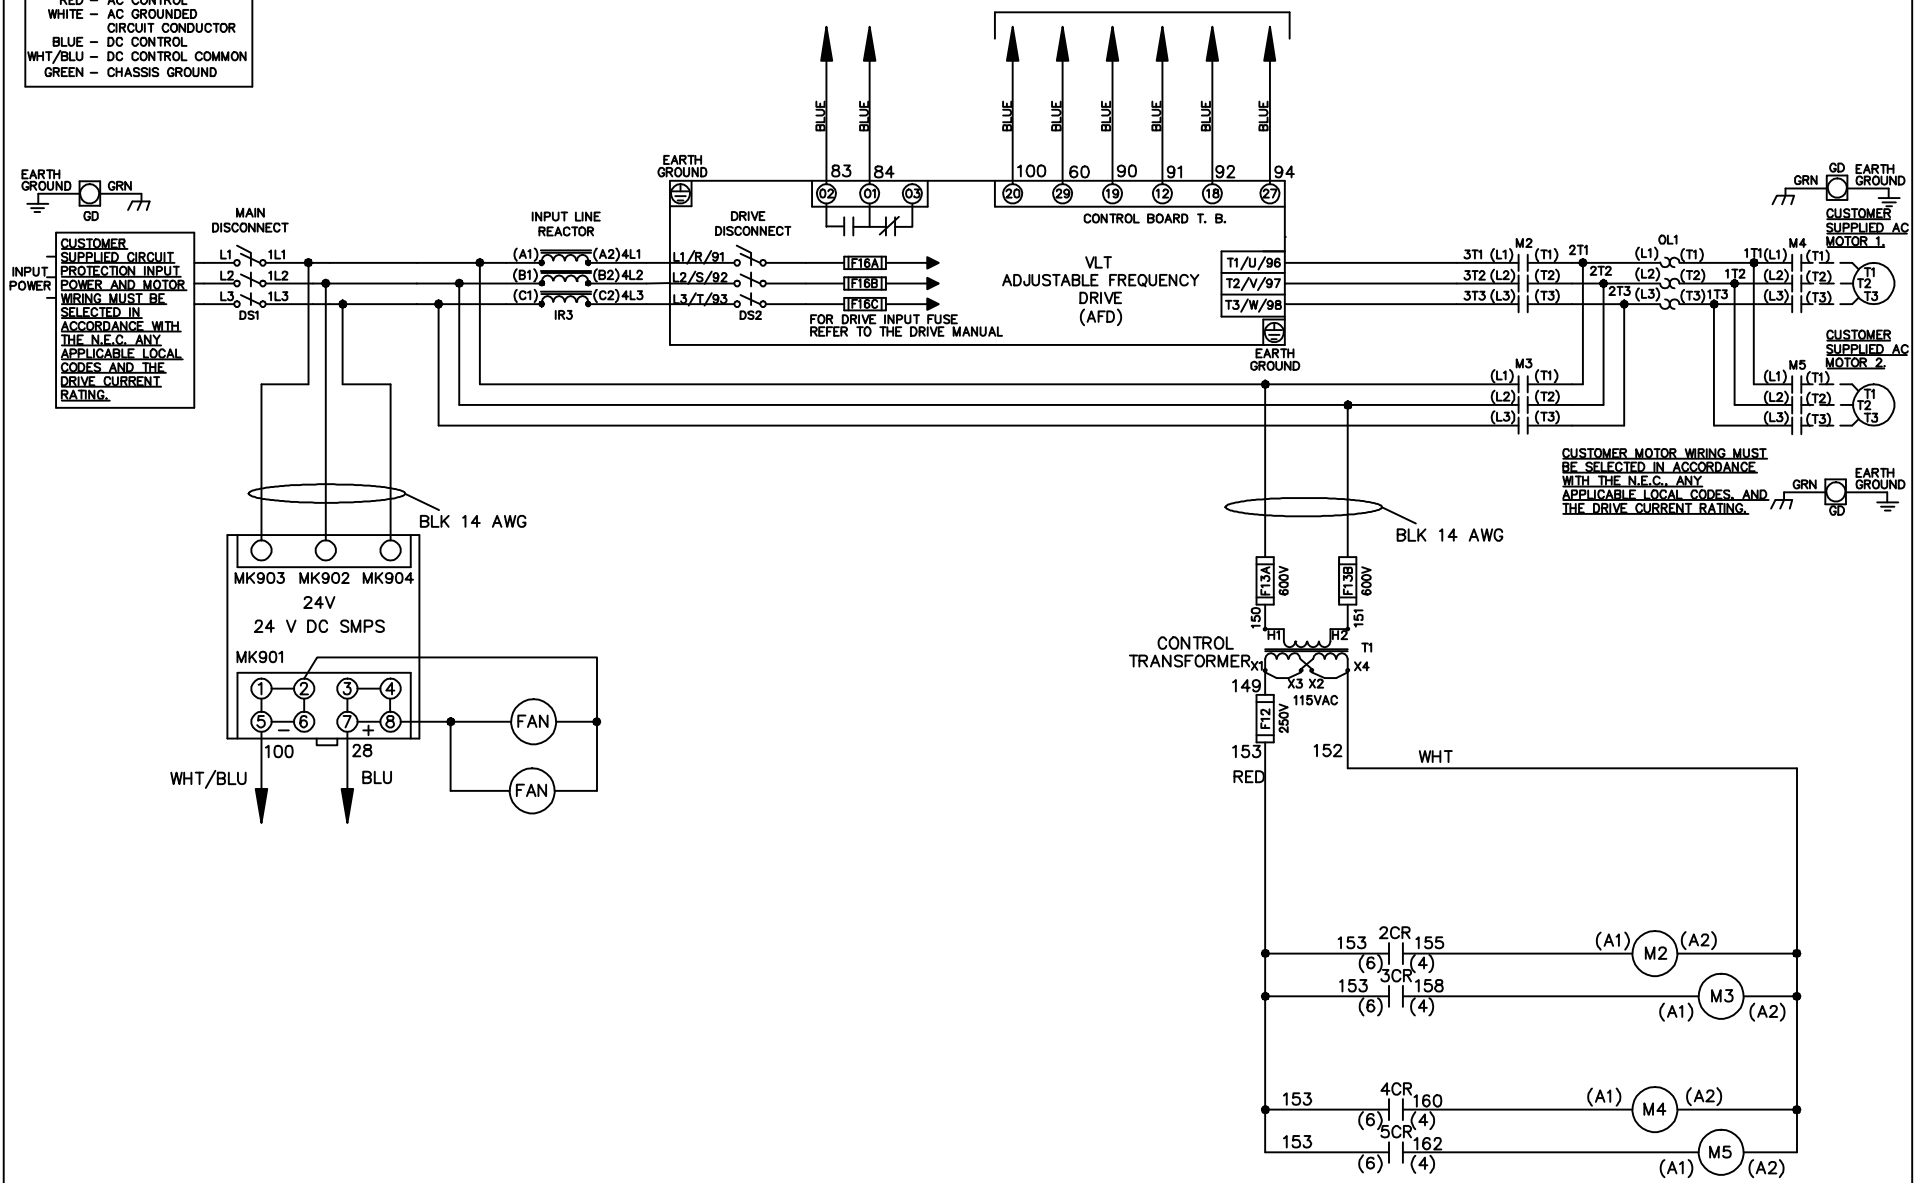 RED - AC CONTROL
WHITE - AC GROUNDED
CIRCUIT CONDUCTOR
BLUE - DC CONTROL
WHT/BLU - DC CONTROL COMMON
GREEN - CHASSIS GROUND
BLUE
BLUE
BLUE
BLUE
BLUE
BLUE
BLUE
BLUE
EARTH
GROUND
GRN
GD
EARTH
GROUND
83
84
100
60
90
91
92
94
02
01
03
20
29
19
12
18
27
CONTROL BOARD T. B.
GD
EARTH
GROUND
GRN
CUSTOMER
SUPPLIED AC
MOTOR 1.
MAIN
DISCONNECT
INPUT LINE
REACTOR
DRIVE
DISCONNECT
INPUT
POWER
CUSTOMER
SUPPLIED CIRCUIT
PROTECTION INPUT
POWER AND MOTOR
WIRING MUST BE
SELECTED IN
ACCORDANCE WITH
THE N.E.C. ANY
APPLICABLE LOCAL
CODES AND THE
DRIVE CURRENT
RATING.
L1 1L1
L2 1L2
L3 1L3
DS1
(A1) (A2) 4L1
(B1) (B2) 4L2
(C1) (C2) 4L3
IR3
L1/R/91
L2/S/92
L3/T/93
DS2
F16A
F16B
F16C
FOR DRIVE INPUT FUSE
REFER TO THE DRIVE MANUAL
VLT
ADJUSTABLE FREQUENCY
DRIVE
(AFD)
T1/U/96
T2/V/97
T3/W/98
EARTH
GROUND
M2
3T1 (L1) (T1) 2T1
3T2 (L2) (T2) 2T2
3T3 (L3) (T3) 2T3
OL1
(L1) (T1) 1T1
(L2) (T2) 1T2
(L3) (T3) 1T3
M4
(L1) (T1)
(L2) (T2)
(L3) (T3)
T1
T2
T3
CUSTOMER
SUPPLIED AC
MOTOR 2.
M3
(L1) (T1)
(L2) (T2)
(L3) (T3)
M5
(L1) (T1)
(L2) (T2)
(L3) (T3)
T1
T2
T3
CUSTOMER MOTOR WIRING MUST
BE SELECTED IN ACCORDANCE
WITH THE N.E.C., ANY
APPLICABLE LOCAL CODES, AND
THE DRIVE CURRENT RATING.
GRN
GD
EARTH
GROUND
BLK 14 AWG
BLK 14 AWG
MK903 MK902 MK904
24V
24 V DC SMPS
MK901
1 2 3 4
5 6 7 8
- +
100
28
WHT/BLU
BLU
FAN
FAN
F13A
600V
F13B
600V
150
151
H1 H2
T1
CONTROL
TRANSFORMER
X1
X4
X3 X2
115VAC
149
F12
250V
153
RED
152
WHT
2CR
153 155
(6) (4)
(A1) M2 (A2)
3CR
153 158
(6) (4)
(A1) M3 (A2)
4CR
153 160
(6) (4)
(A1) M4 (A2)
5CR
153 162
(6) (4)
(A1) M5 (A2)